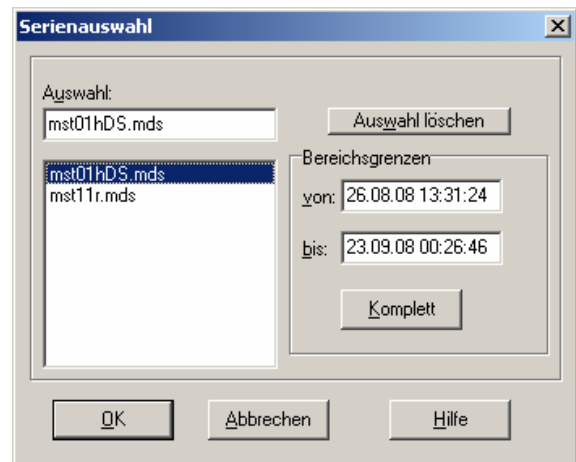 Serienauswahl
Auswahl:
mst01hDS.mds
Auswahl löschen
mst01hDS.mds
mst11r.mds
Bereichsgrenzen
von: 26.08.08 13:31:24
bis: 23.09.08 00:26:46
Komplett
OK
Abbrechen
Hilfe